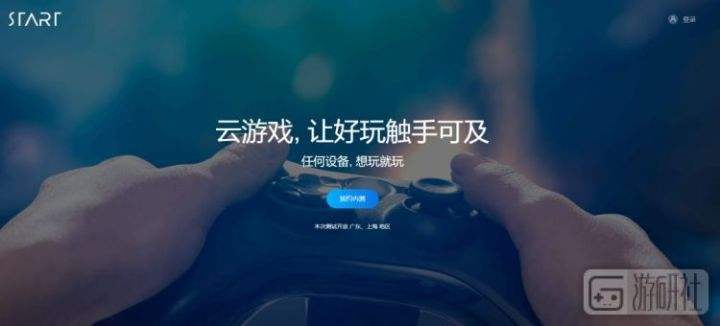 START
登录
云游戏, 让好玩触手可及
任何设备, 想玩就玩
预约内测
本次测试开放 广东、上海 地区
游研社